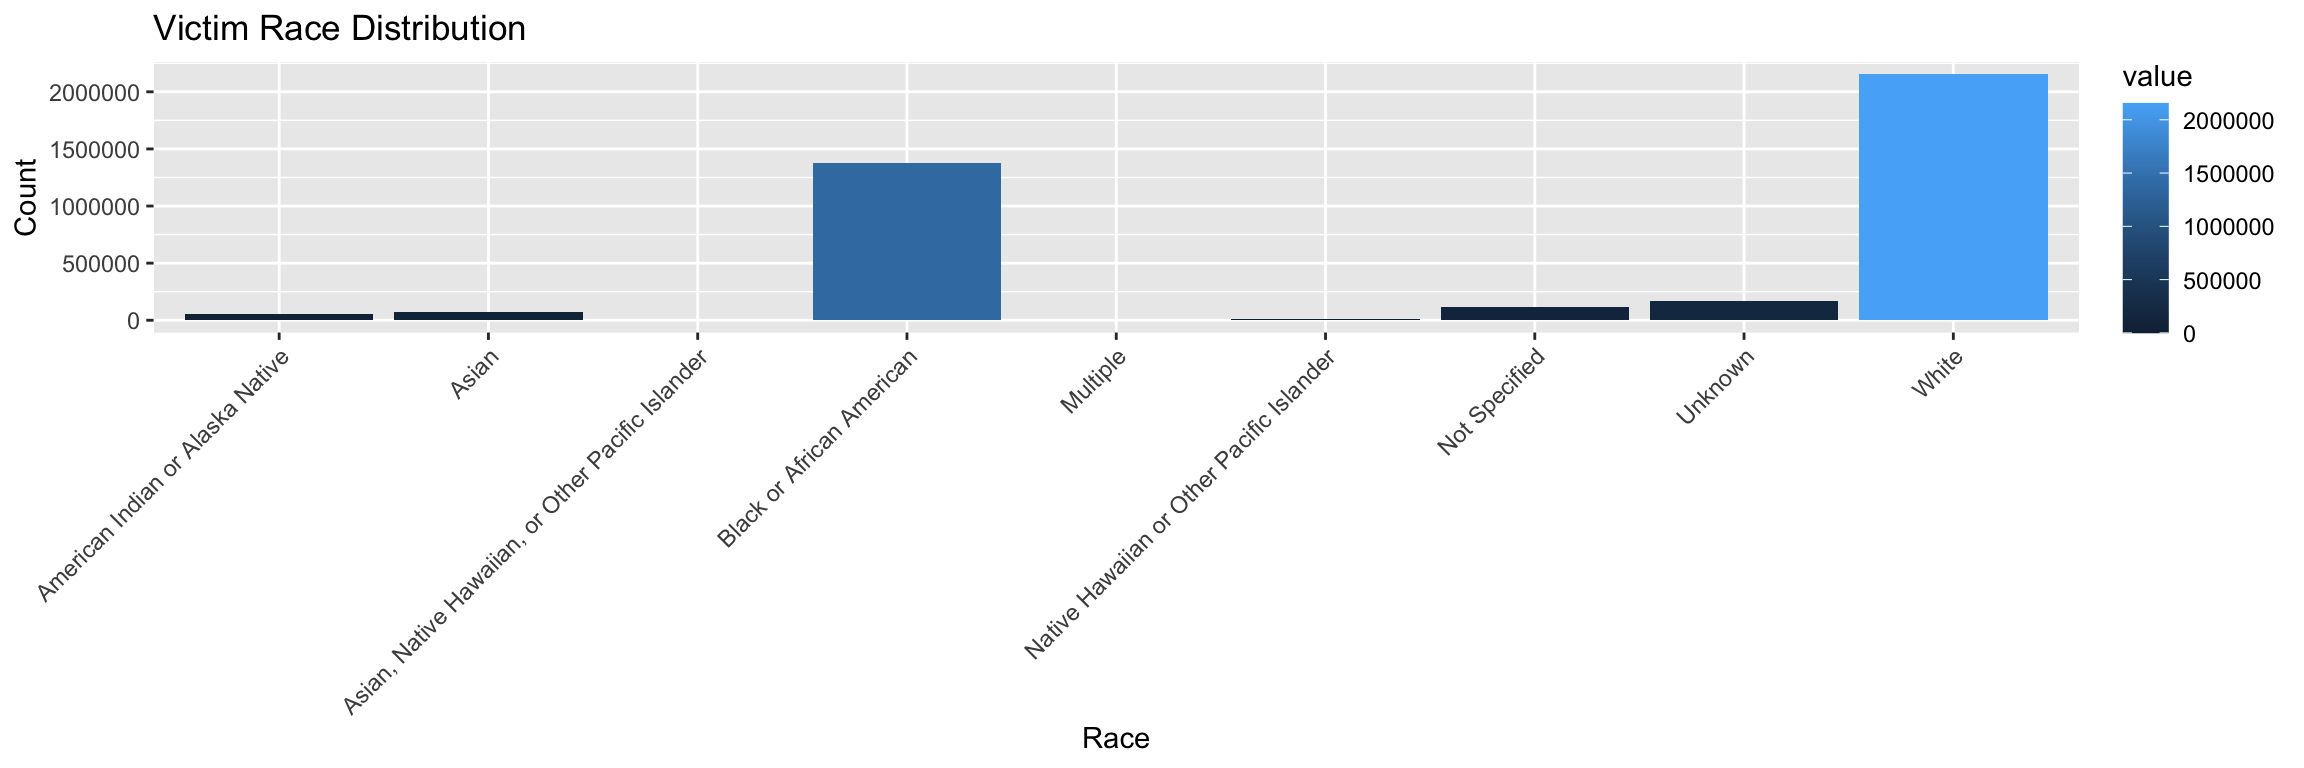 Victim Race Distribution
Count
2000000
1500000
1000000
500000
0
American Indian or Alaska Native
Asian
Asian, Native Hawaiian, or Other Pacific Islander
Black or African American
Multiple
Native Hawaiian or Other Pacific Islander
Not Specified
Unknown
White
Race
value
2000000
1500000
1000000
500000
0